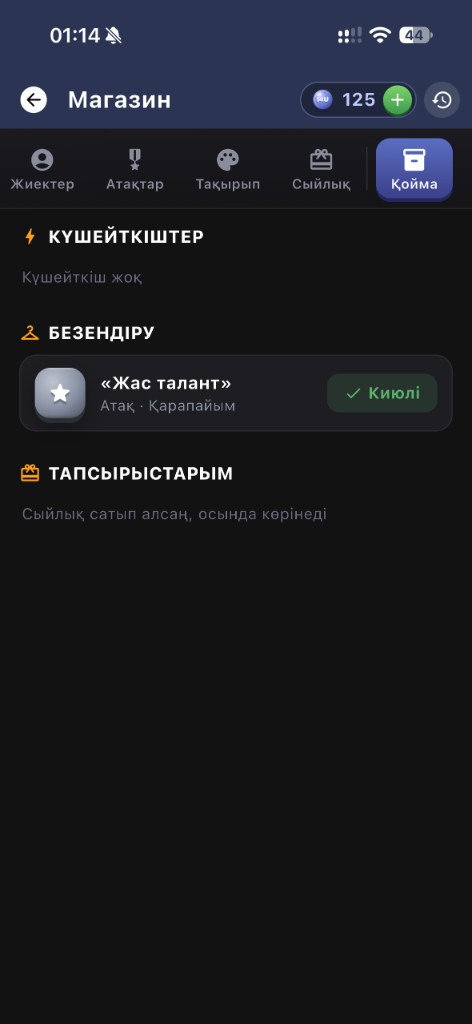 01:14
44
Магазин
125
Жиектер
Атақтар
Тақырып
Сыйлық
Қойма
КҮШЕЙТКІШТЕР
Күшейткіш жоқ
БЕЗЕНДІРУ
«Жас талант»
Атақ · Қарапайым
Киюлі
ТАПСЫРЫСТАРЫМ
Сыйлық сатып алсаң, осында көрінеді